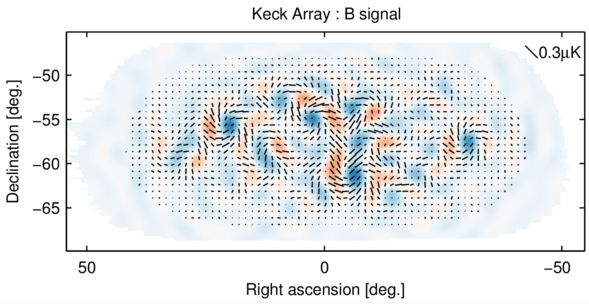 Keck Array : B signal
0.3μK
Declination [deg.]
−50
−55
−60
−65
50
0
−50
Right ascension [deg.]